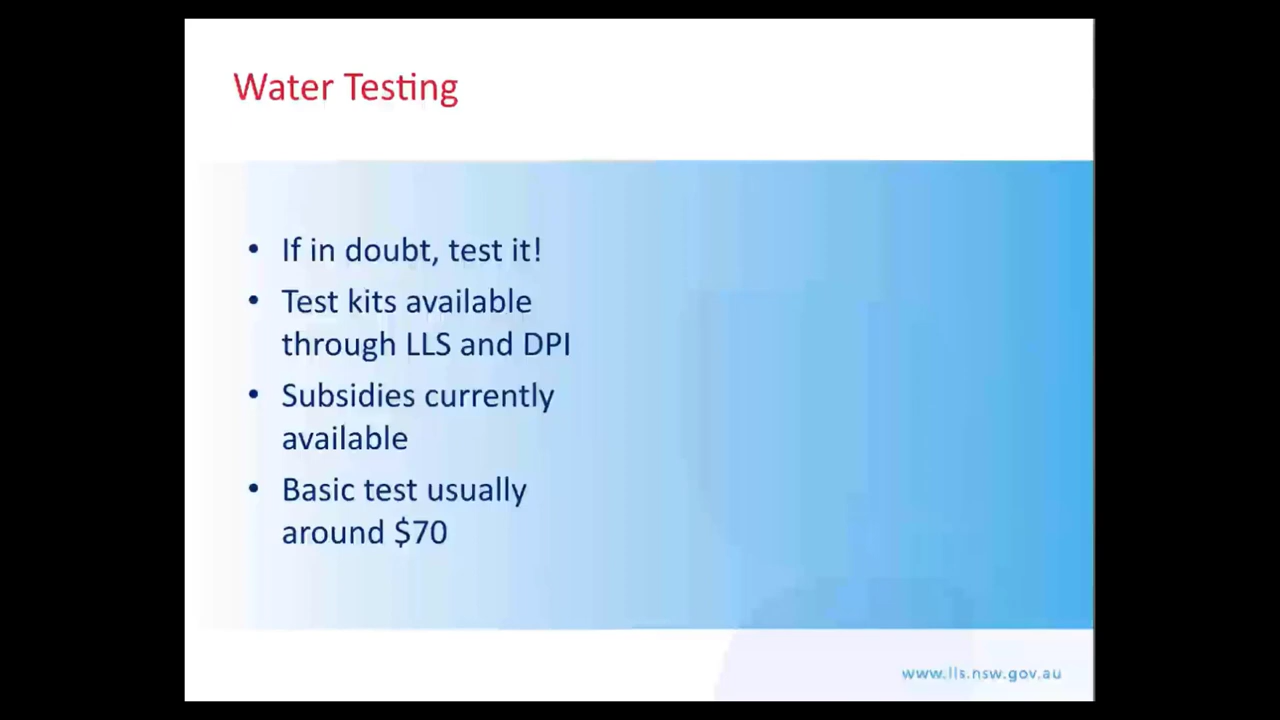 Water Testing
• If in doubt, test it!
• Test kits available
through LLS and DPI
• Subsidies currently
available
• Basic test usually
around $70
www.lls.nsw.gov.au